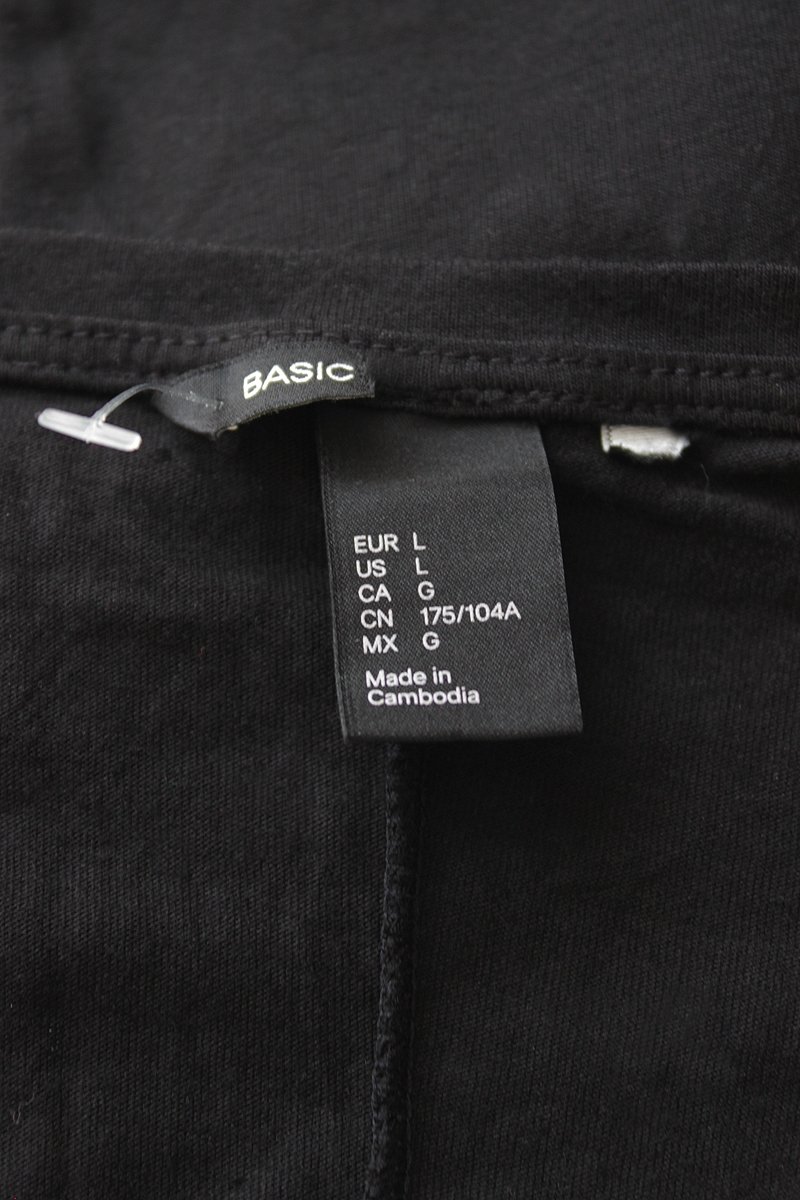 BASIC
EUR L
US L
CA G
CN 175/104A
MX G
Made in
Cambodia